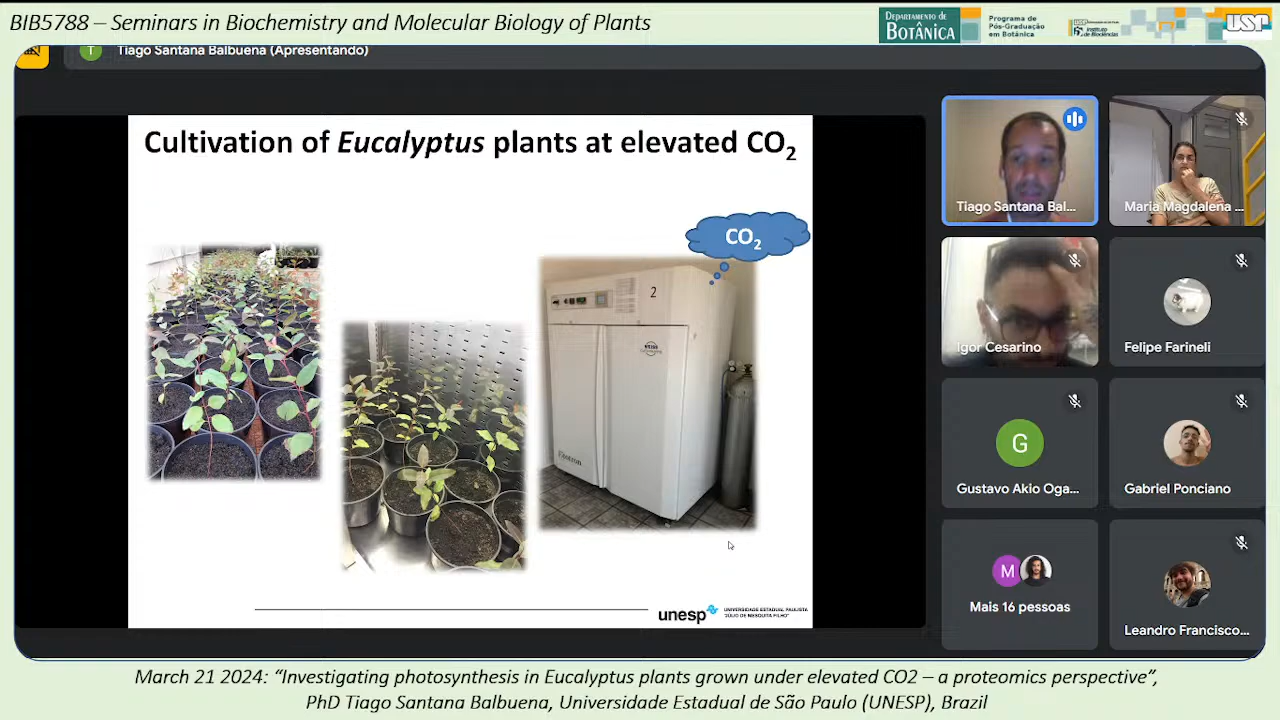 BIB5788 – Seminars in Biochemistry and Molecular Biology of Plants
DEPARTAMENTO DE
BOTÂNICA
Programa de
Pós-Graduação
em Botânica
Instituto
de Biociências
USP
T
Tiago Santana Balbuena (Apresentando)
Cultivation of Eucalyptus plants at elevated CO2
CO2
2
unesp
UNIVERSIDADE ESTADUAL PAULISTA
"JÚLIO DE MESQUITA FILHO"
Tiago Santana Bal...
Maria Magdalena ...
Igor Cesarino
Felipe Farineli
G
Gustavo Akio Oga...
Gabriel Ponciano
M
Mais 16 pessoas
Leandro Francisco...
March 21 2024: “Investigating photosynthesis in Eucalyptus plants grown under elevated CO2 – a proteomics perspective”,
PhD Tiago Santana Balbuena, Universidade Estadual de São Paulo (UNESP), Brazil